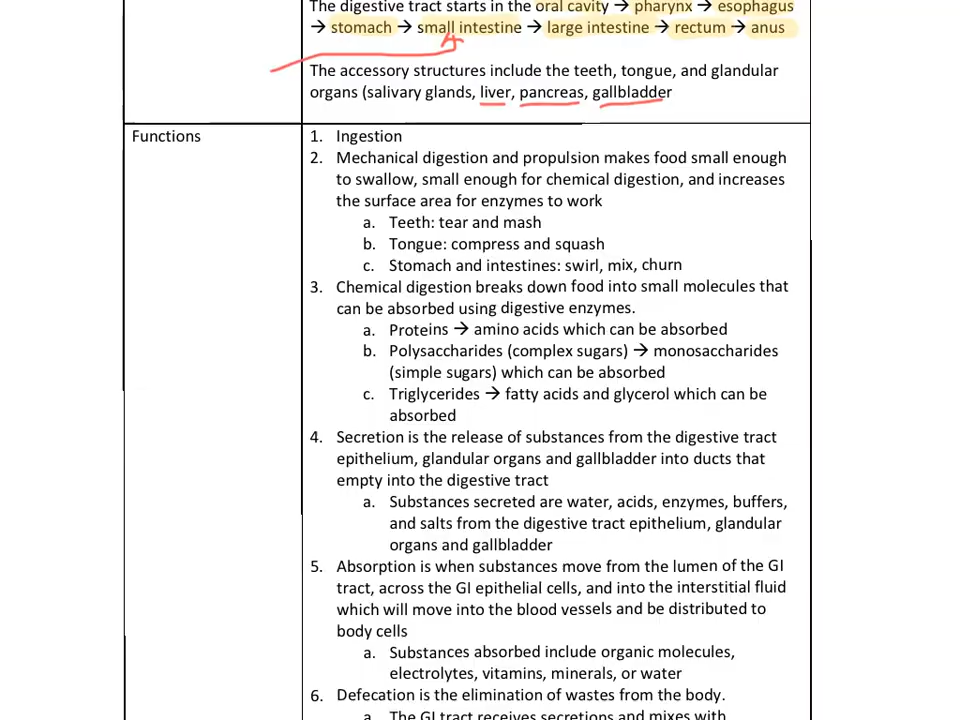 The digestive tract starts in the oral cavity → pharynx → esophagus
→ stomach → small intestine → large intestine → rectum → anus
The accessory structures include the teeth, tongue, and glandular
organs (salivary glands, liver, pancreas, gallbladder
Functions
1. Ingestion
2. Mechanical digestion and propulsion makes food small enough
to swallow, small enough for chemical digestion, and increases
the surface area for enzymes to work
a. Teeth: tear and mash
b. Tongue: compress and squash
c. Stomach and intestines: swirl, mix, churn
3. Chemical digestion breaks down food into small molecules that
can be absorbed using digestive enzymes.
a. Proteins → amino acids which can be absorbed
b. Polysaccharides (complex sugars) → monosaccharides
(simple sugars) which can be absorbed
c. Triglycerides → fatty acids and glycerol which can be
absorbed
4. Secretion is the release of substances from the digestive tract
epithelium, glandular organs and gallbladder into ducts that
empty into the digestive tract
a. Substances secreted are water, acids, enzymes, buffers,
and salts from the digestive tract epithelium, glandular
organs and gallbladder
5. Absorption is when substances move from the lumen of the GI
tract, across the GI epithelial cells, and into the interstitial fluid
which will move into the blood vessels and be distributed to
body cells
a. Substances absorbed include organic molecules,
electrolytes, vitamins, minerals, or water
6. Defecation is the elimination of wastes from the body.
a. The GI tract receives secretions and mixes with